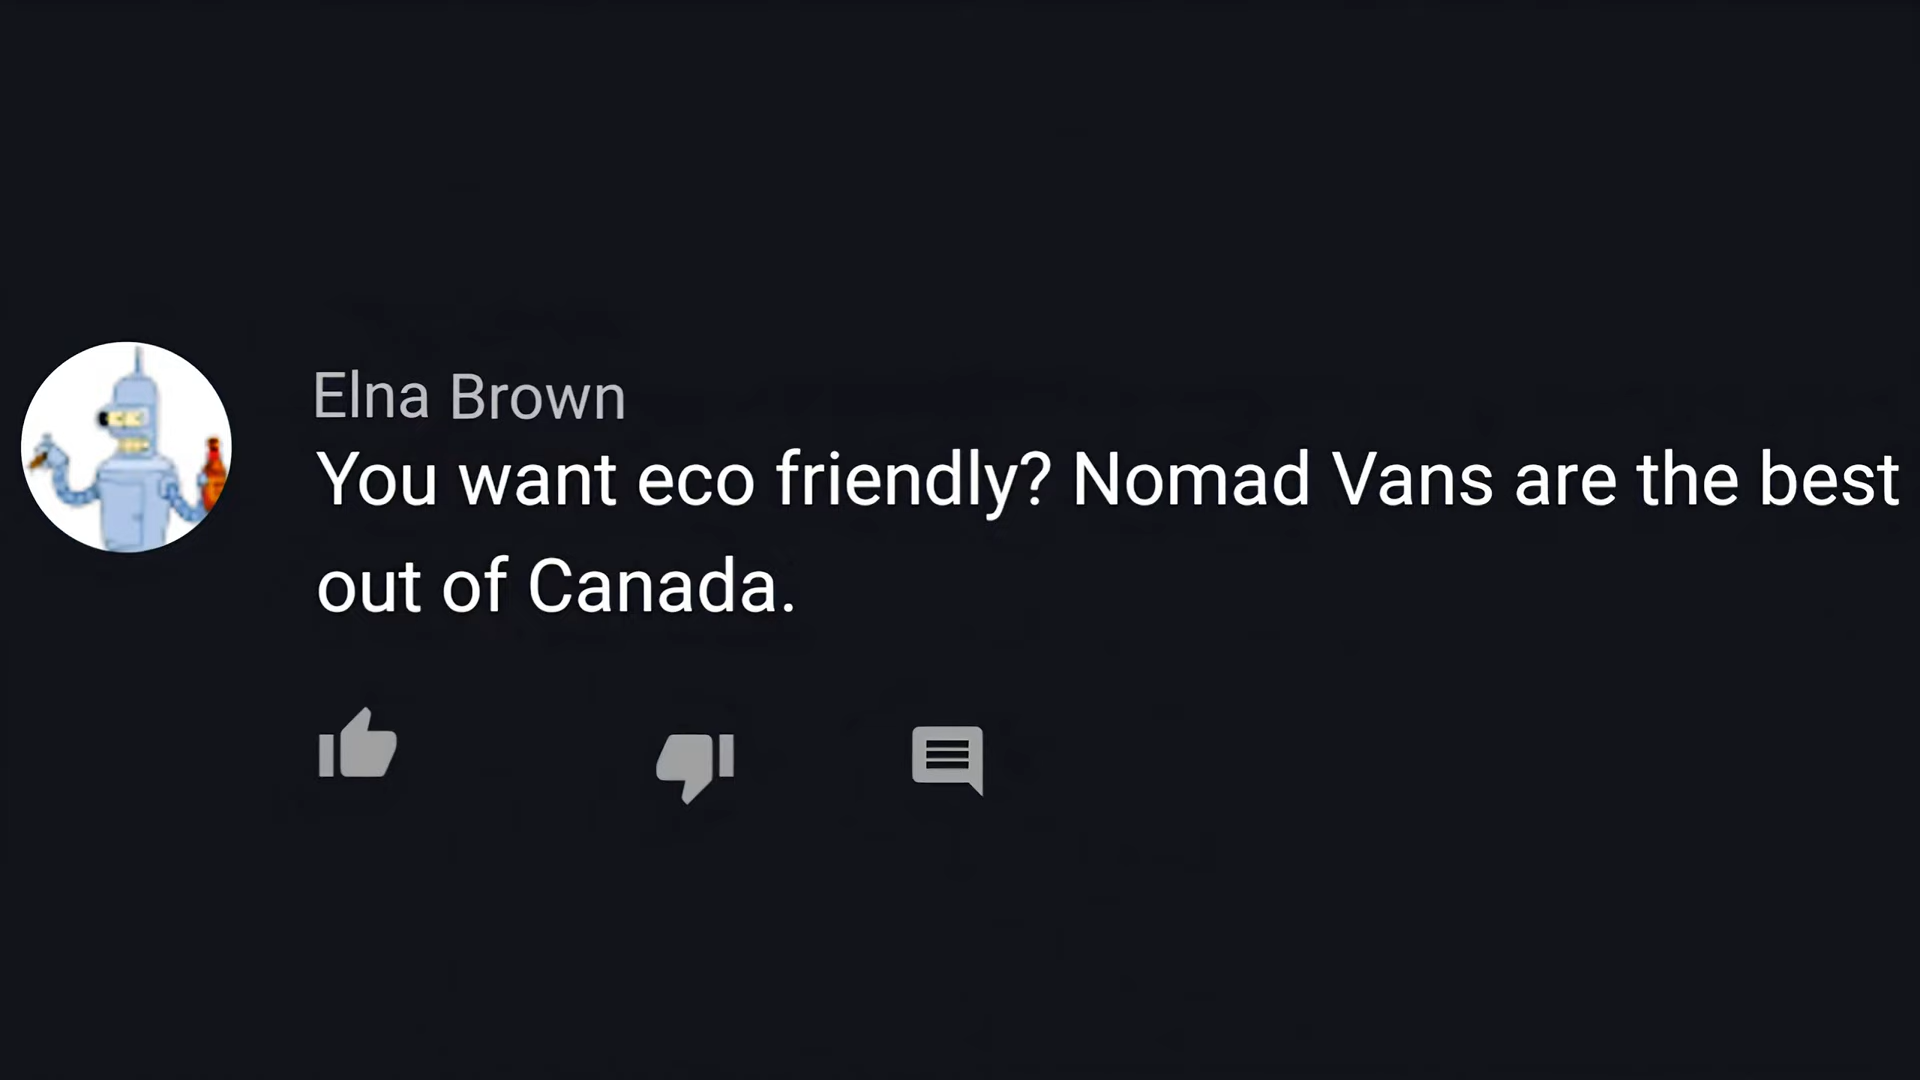 Elna Brown
You want eco friendly? Nomad Vans are the best
out of Canada.